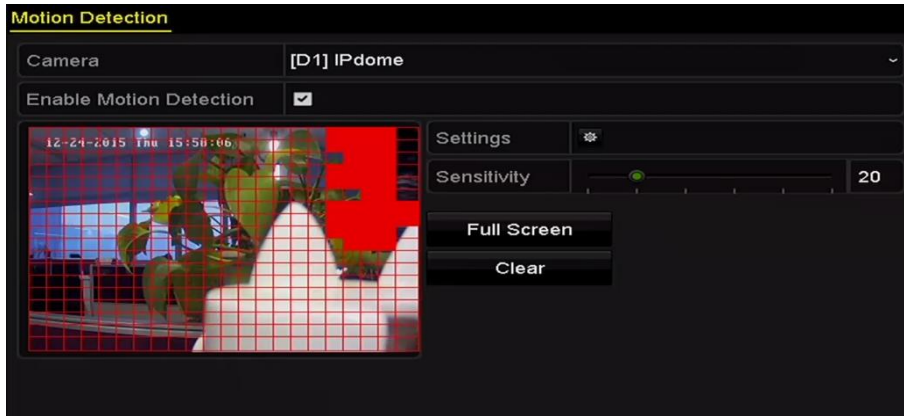 Motion Detection
Camera
[D1] IPdome
Enable Motion Detection
12-24-2015 Thu 15:58:06
Settings
Sensitivity
20
Full Screen
Clear